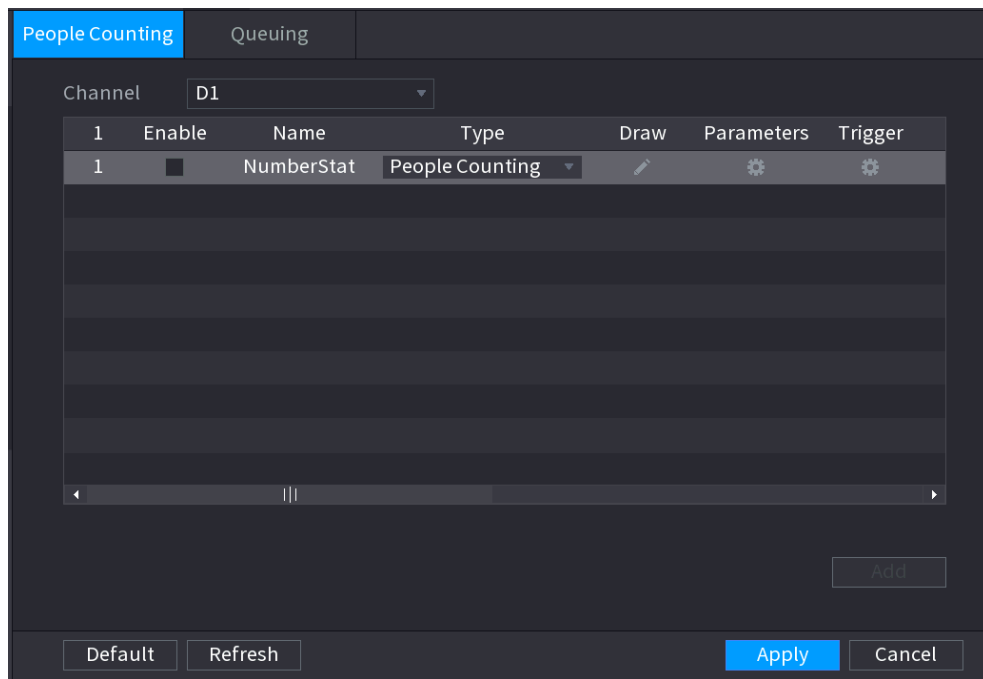 People Counting Queuing
Channel D1
1 Enable Name Type Draw Parameters Trigger
1 NumberStat People Counting
Add
Default Refresh Apply Cancel